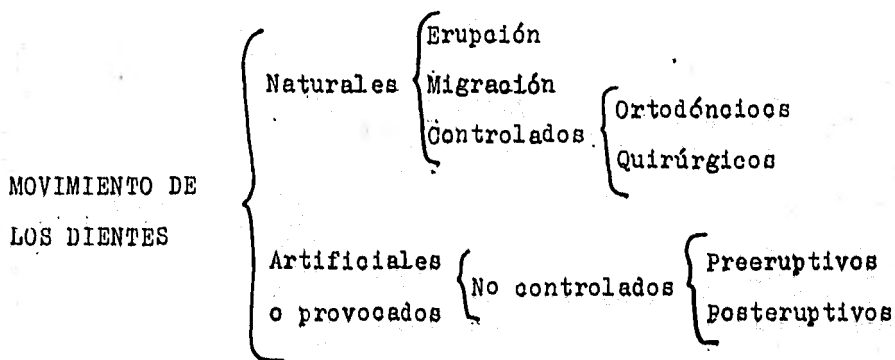 MOVIMIENTO DE
LOS DIENTES
Naturales
Erupción
Migración
Controlados
Ortodóncicos
Quirúrgicos
Artificiales
o provocados
No controlados
Preeruptivos
Posteruptivos